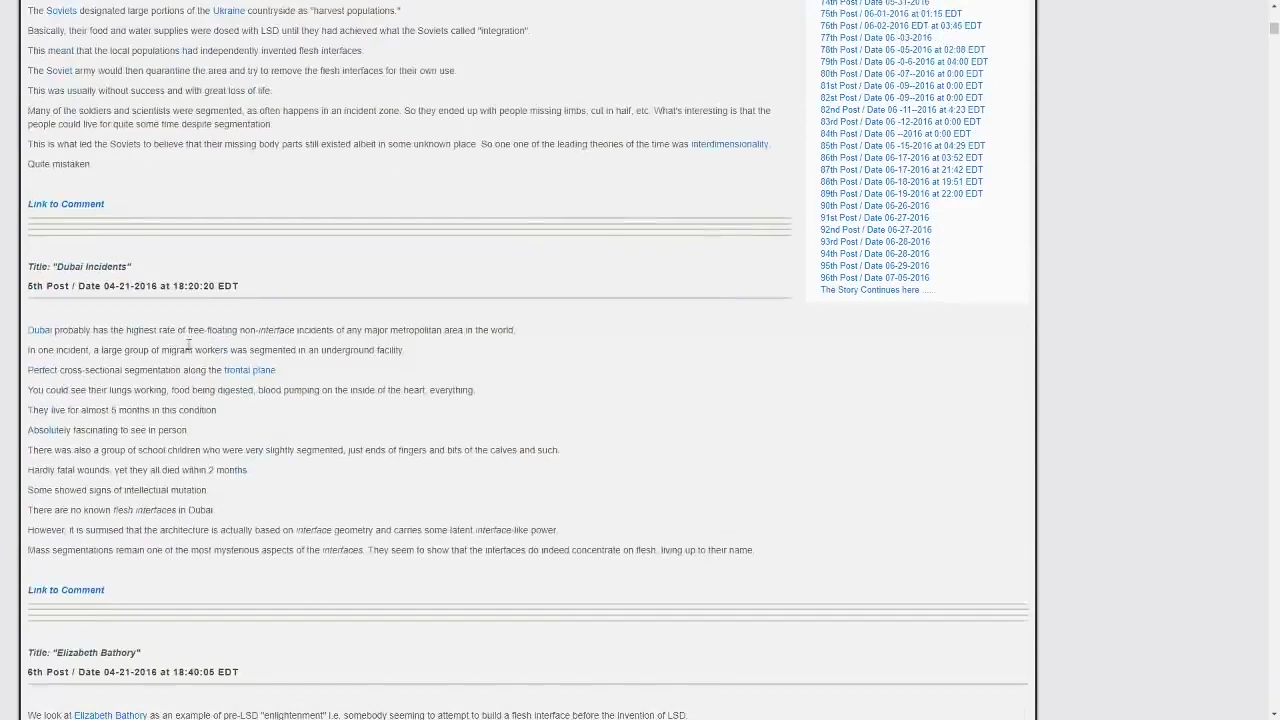 The Soviets designated large portions of the Ukraine countryside as "harvest populations."
Basically, their food and water supplies were dosed with LSD until they had achieved what the Soviets called "integration".
This meant that the local populations had independently invented flesh interfaces.
The Soviet army would then quarantine the area and try to remove the flesh interfaces for their own use.
This was usually without success and with great loss of life.
Many of the soldiers and scientists were segmented, as often happens in an incident zone. So they ended up with people missing limbs, cut in half, etc. What's interesting is that the
people could live for quite some time despite segmentation.
This is what led the Soviets to believe that their missing body parts still existed albeit in some unknown place. So one one of the leading theories of the time was interdimensionality.
Quite mistaken.
Link to Comment
Title: "Dubai Incidents"
5th Post / Date 04-21-2016 at 18:20:20 EDT
Dubai probably has the highest rate of free-floating non-interface incidents of any major metropolitan area in the world.
In one incident, a large group of migrant workers was segmented in an underground facility.
Perfect cross-sectional segmentation along the frontal plane.
You could see their lungs working, food being digested, blood pumping on the inside of the heart, everything.
They live for almost 5 months in this condition.
Absolutely fascinating to see in person.
There was also a group of school children who were very slightly segmented, just ends of fingers and bits of the calves and such.
Hardly fatal wounds, yet they all died within 2 months.
Some showed signs of intellectual mutation.
There are no known flesh interfaces in Dubai.
However, it is surmised that the architecture is actually based on interface geometry and carries some latent interface-like power.
Mass segmentations remain one of the most mysterious aspects of the interfaces. They seem to show that the interfaces do indeed concentrate on flesh, living up to their name.
Link to Comment
Title: "Elizabeth Bathory"
6th Post / Date 04-21-2016 at 18:40:05 EDT
We look at Elizabeth Bathory as an example of pre-LSD "enlightenment" i.e. somebody seeming to attempt to build a flesh interface before the invention of LSD.
74th Post / Date 05-31-2016
75th Post / 06-01-2016 at 01:15 EDT
76th Post / 06-02-2016 EDT at 03:45 EDT
77th Post / Date 06 -03-2016
78th Post / Date 06 -05-2016 at 02:08 EDT
79th Post / Date 06 -0-6-2016 at 04:00 EDT
80th Post / Date 06 -07--2016 at 0:00 EDT
81st Post / Date 06 -09--2016 at 0:00 EDT
82st Post / Date 06 -09--2016 at 0:00 EDT
82nd Post / Date 06 -11--2016 at 4:23 EDT
83rd Post / Date 06 -12-2016 at 0:00 EDT
84th Post / Date 06 --2016 at 0:00 EDT
85th Post / Date 06 -15-2016 at 04:29 EDT
86th Post / Date 06-17-2016 at 03:52 EDT
87th Post / Date 06-17-2016 at 21:42 EDT
88th Post / Date 06-18-2016 at 19:51 EDT
89th Post / Date 06-19-2016 at 22:00 EDT
90th Post / Date 06-26-2016
91st Post / Date 06-27-2016
92nd Post / Date 06-27-2016
93rd Post / Date 06-28-2016
94th Post / Date 06-28-2016
95th Post / Date 06-29-2016
96th Post / Date 07-05-2016
The Story Continues here ......